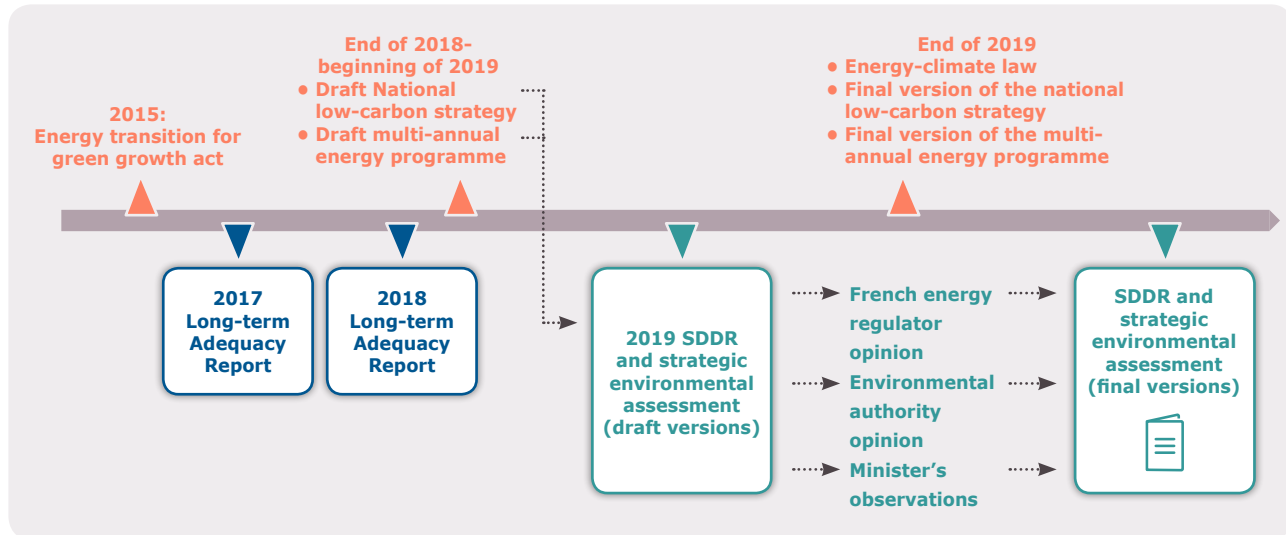 2015:
Energy transition for
green growth act
End of 2018-
beginning of 2019
● Draft National
low-carbon strategy
● Draft multi-annual
energy programme
End of 2019
● Energy-climate law
● Final version of the national
low-carbon strategy
● Final version of the multi-
annual energy programme
2017
Long-term
Adequacy
Report
2018
Long-term
Adequacy
Report
2019 SDDR
and strategic
environmental
assessment
(draft versions)
French energy
regulator
opinion
Environmental
authority
opinion
Minister’s
observations
SDDR and
strategic
environmental
assessment
(final versions)